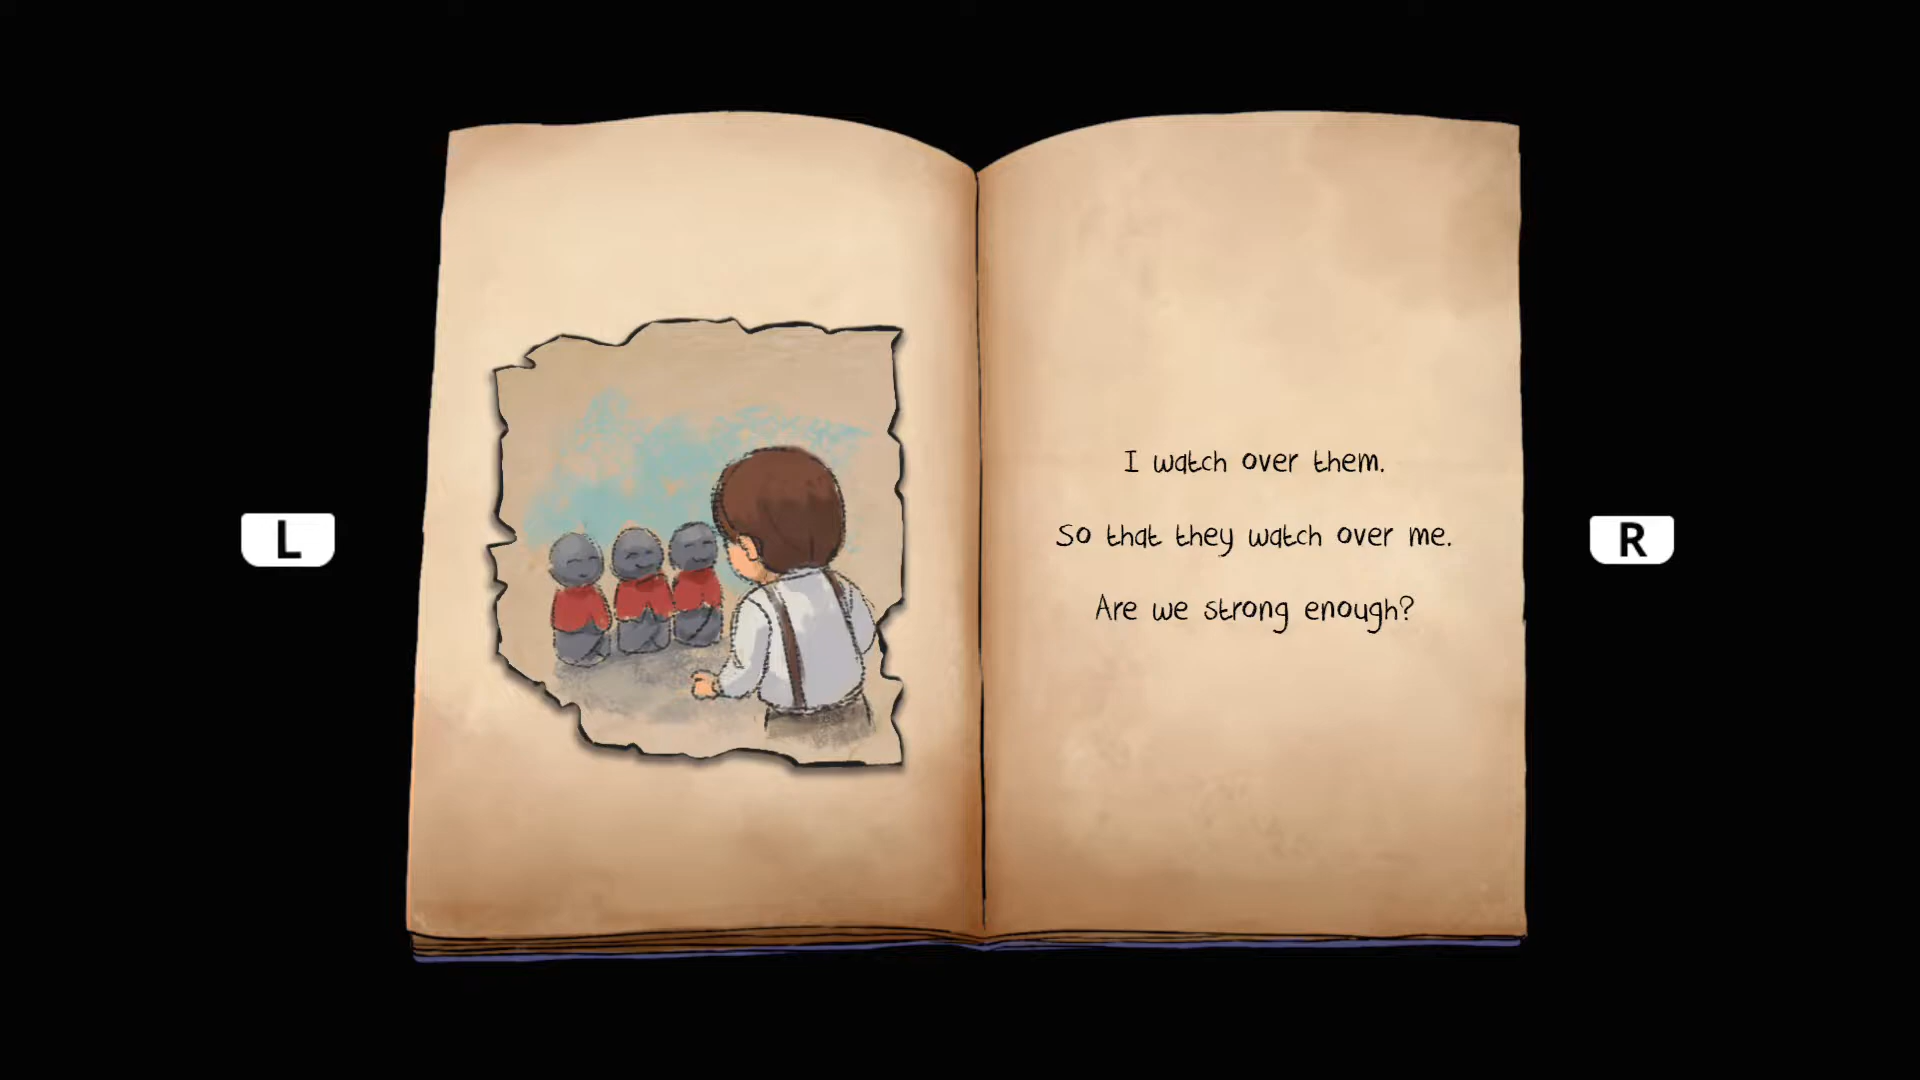 L
I watch over them.
So that they watch over me.
Are we strong enough?
R